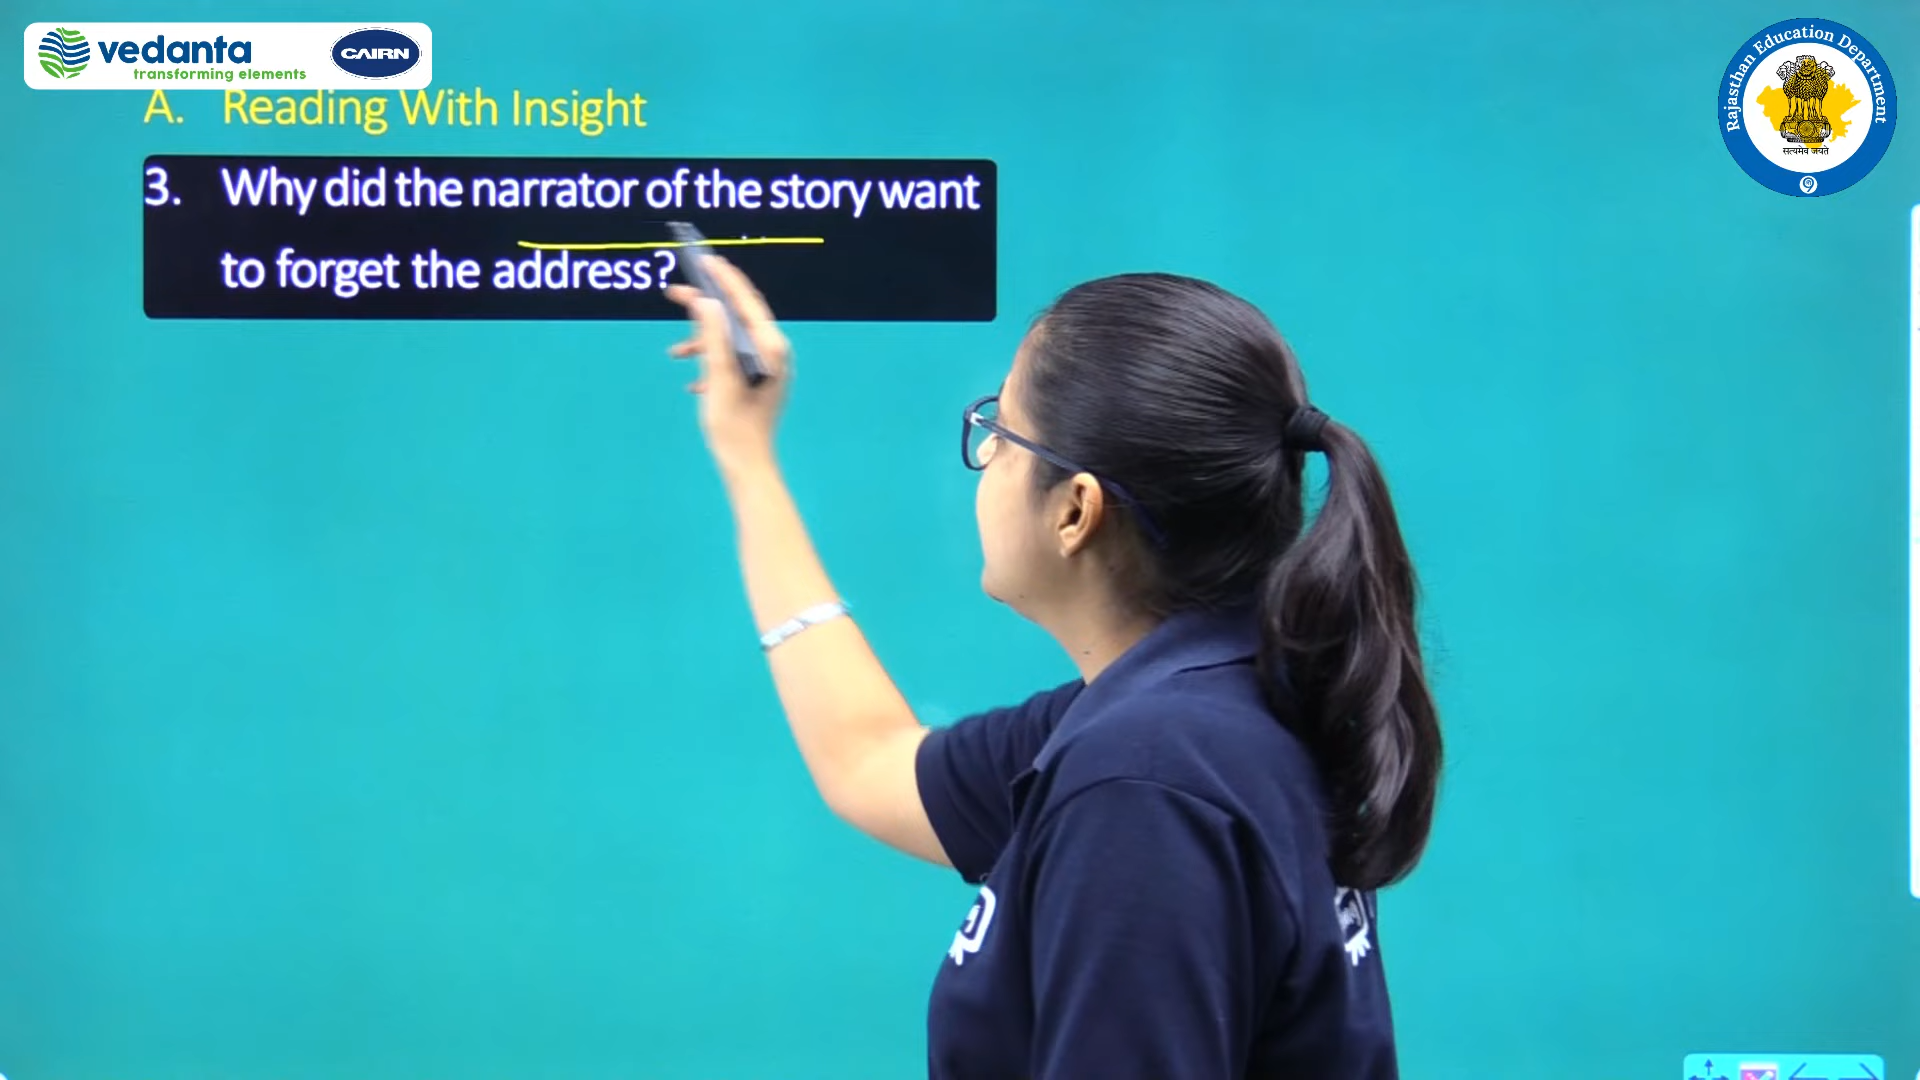 vedanta
transforming elements
CAIRN
Rajasthan Education Department
सत्यमेव जयते
A. Reading With Insight
3. Why did the narrator of the story want
to forget the address?